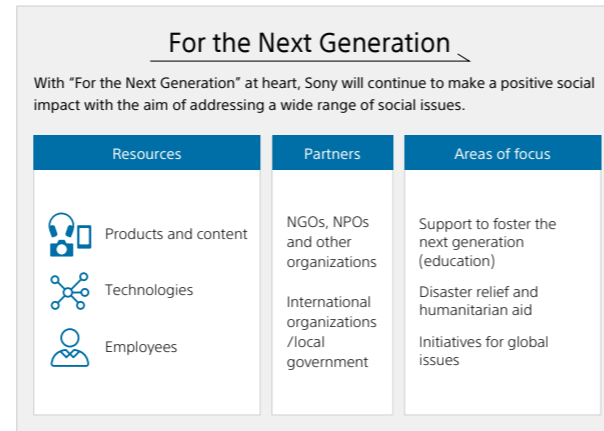 For the Next Generation
With “For the Next Generation” at heart, Sony will continue to make a positive social
impact with the aim of addressing a wide range of social issues.
Resources
Products and content
Technologies
Employees
Partners
NGOs, NPOs
and other
organizations
International
organizations
/local
government
Areas of focus
Support to foster the
next generation
(education)
Disaster relief and
humanitarian aid
Initiatives for global
issues